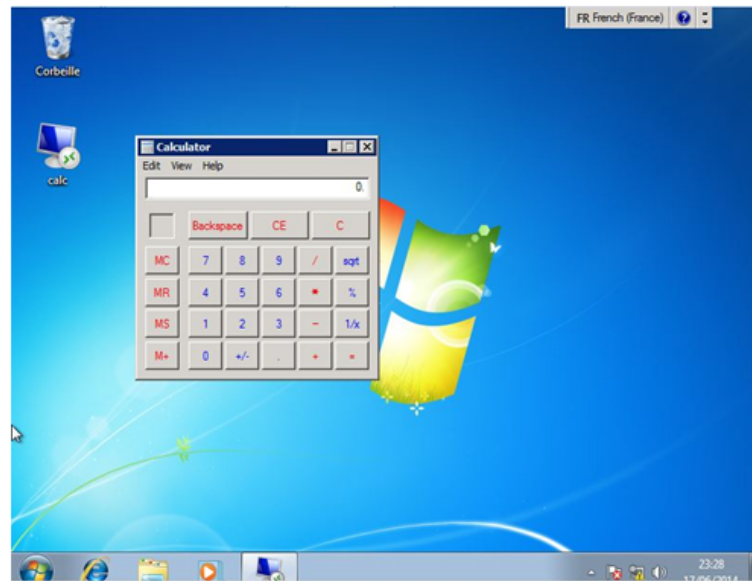 FR French (France)
Corbeille
calc
Calculator
Edit View Help
0.
Backspace CE C
MC 7 8 9 / sqrt
MR 4 5 6 * %
MS 1 2 3 - 1/x
M+ 0 +/- . + =
23:28